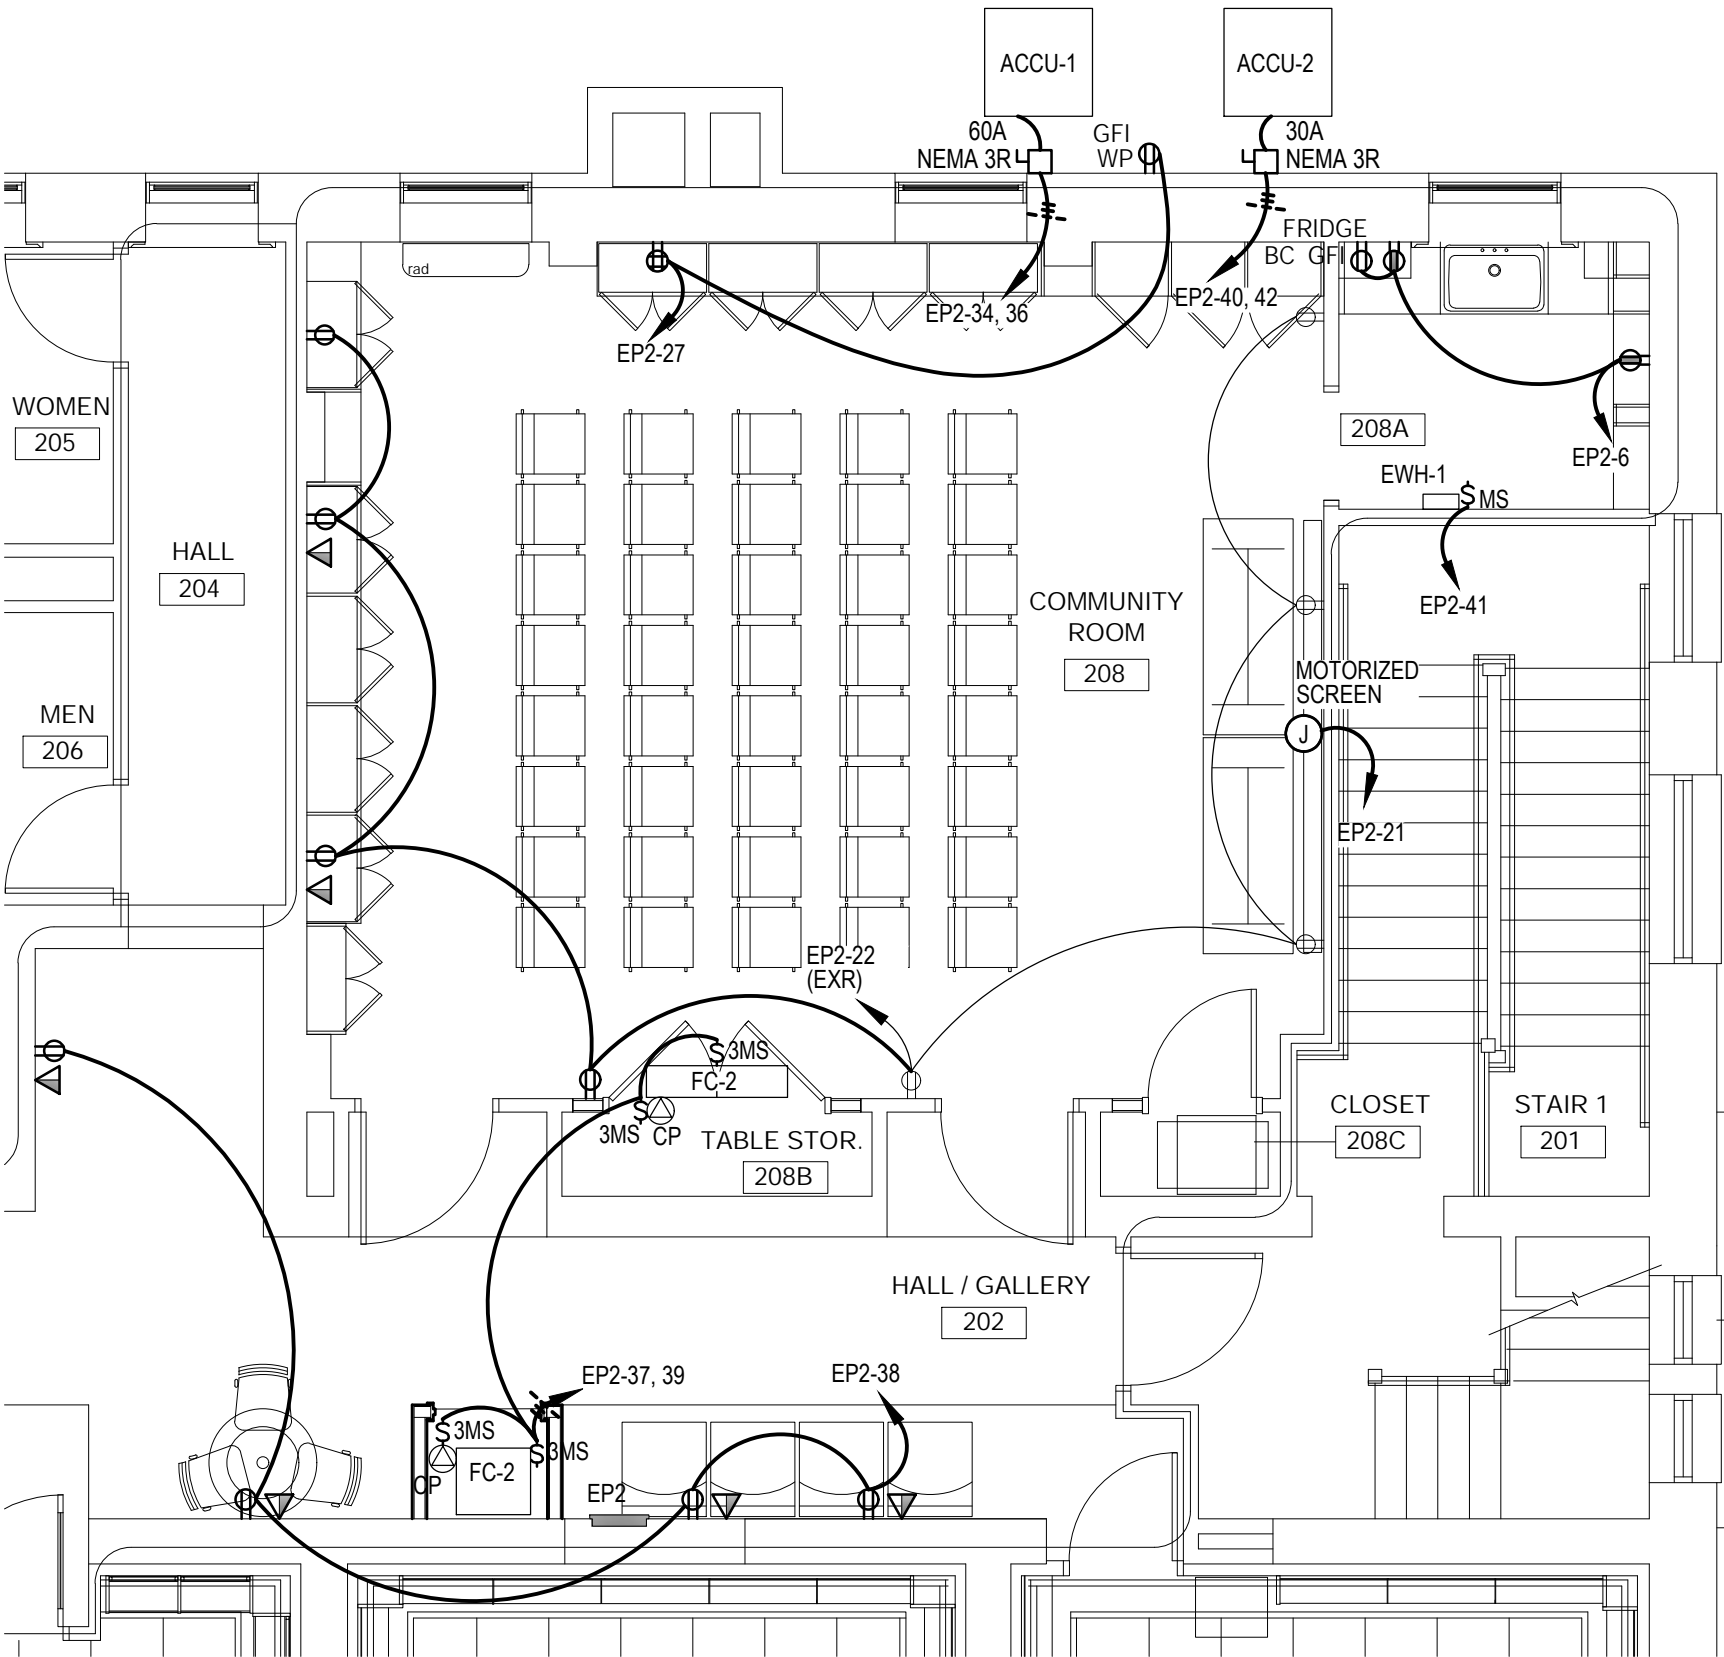 ACCU-1
ACCU-2
60A
NEMA 3R
GFI
WP
30A
NEMA 3R
FRIDGE
BC GFI
rad
EP2-34, 36
EP2-40, 42
EP2-27
WOMEN
205
208A
EP2-6
EWH-1
S MS
HALL
204
COMMUNITY
ROOM
208
EP2-41
MOTORIZED
SCREEN
MEN
206
J
EP2-21
EP2-22
(EXR)
S 3MS
FC-2
S
3MS
CP
TABLE STOR.
208B
CLOSET
208C
STAIR 1
201
HALL / GALLERY
202
EP2-37, 39
EP2-38
S 3MS
S 3MS
CP
FC-2
EP2